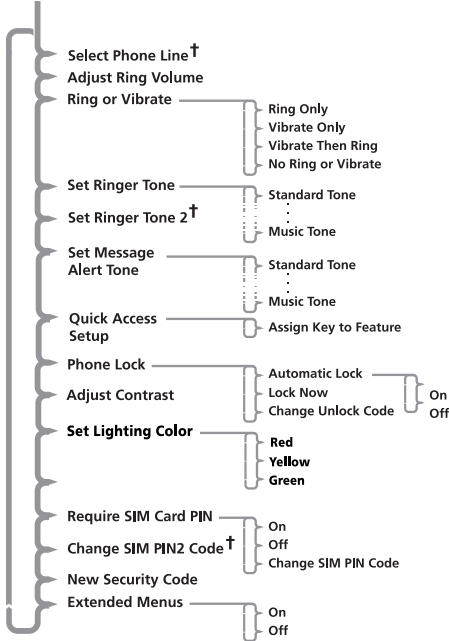 Select Phone Line†
Adjust Ring Volume
Ring or Vibrate
Ring Only
Vibrate Only
Vibrate Then Ring
No Ring or Vibrate
Set Ringer Tone
Standard Tone
Set Ringer Tone 2†
Music Tone
Set Message
Alert Tone
Standard Tone
Music Tone
Quick Access
Setup
Assign Key to Feature
Phone Lock
Automatic Lock
On
Off
Lock Now
Change Unlock Code
Adjust Contrast
Set Lighting Color
Red
Yellow
Green
Require SIM Card PIN
On
Off
Change SIM PIN Code
Change SIM PIN2 Code†
New Security Code
Extended Menus
On
Off